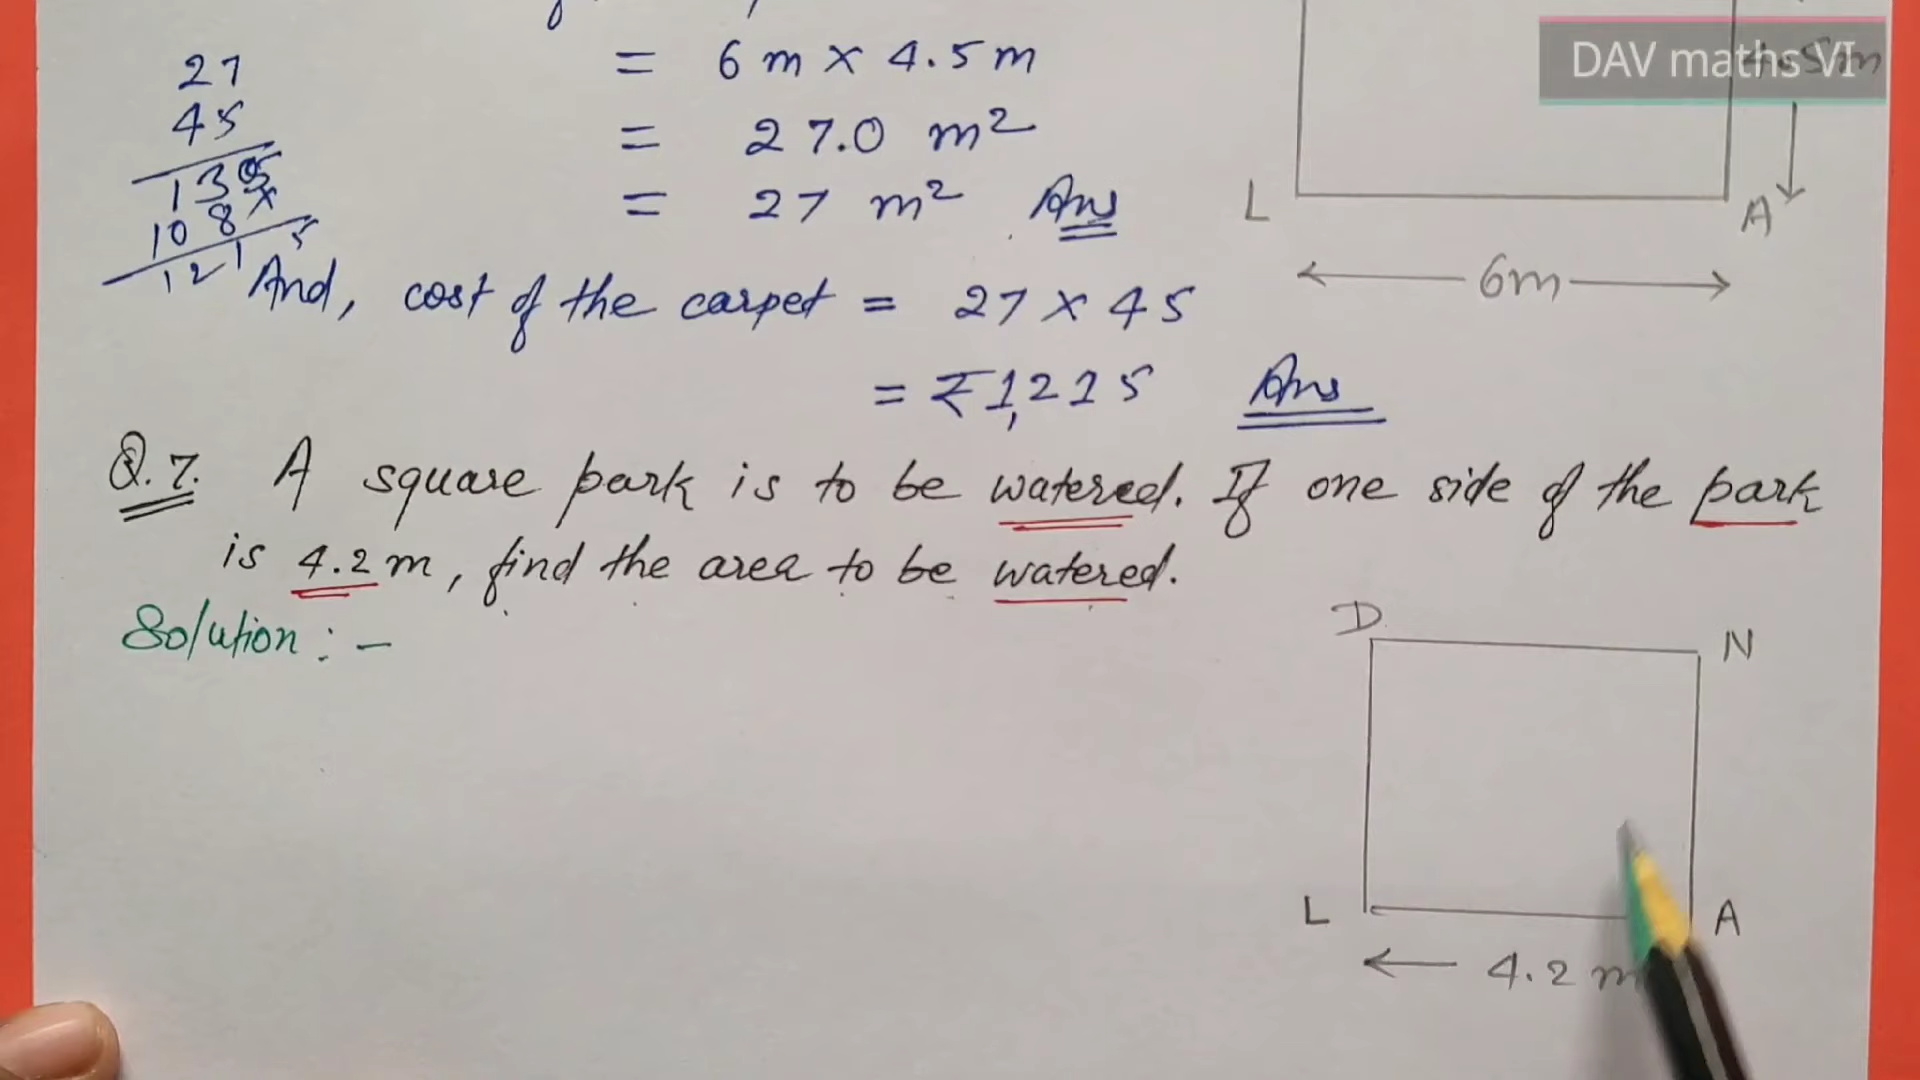 DAV maths VI
= 6 m x 4.5 m
= 27.0 m²
= 27 m² Ans
27
45
135
108x
1215
L A
6m
And, cost of the carpet = 27 x 45
= ₹1,215 Ans
Q.7. A square park is to be watered. If one side of the park
is 4.2 m, find the area to be watered.
Solution :-
D N
L A
4.2 m